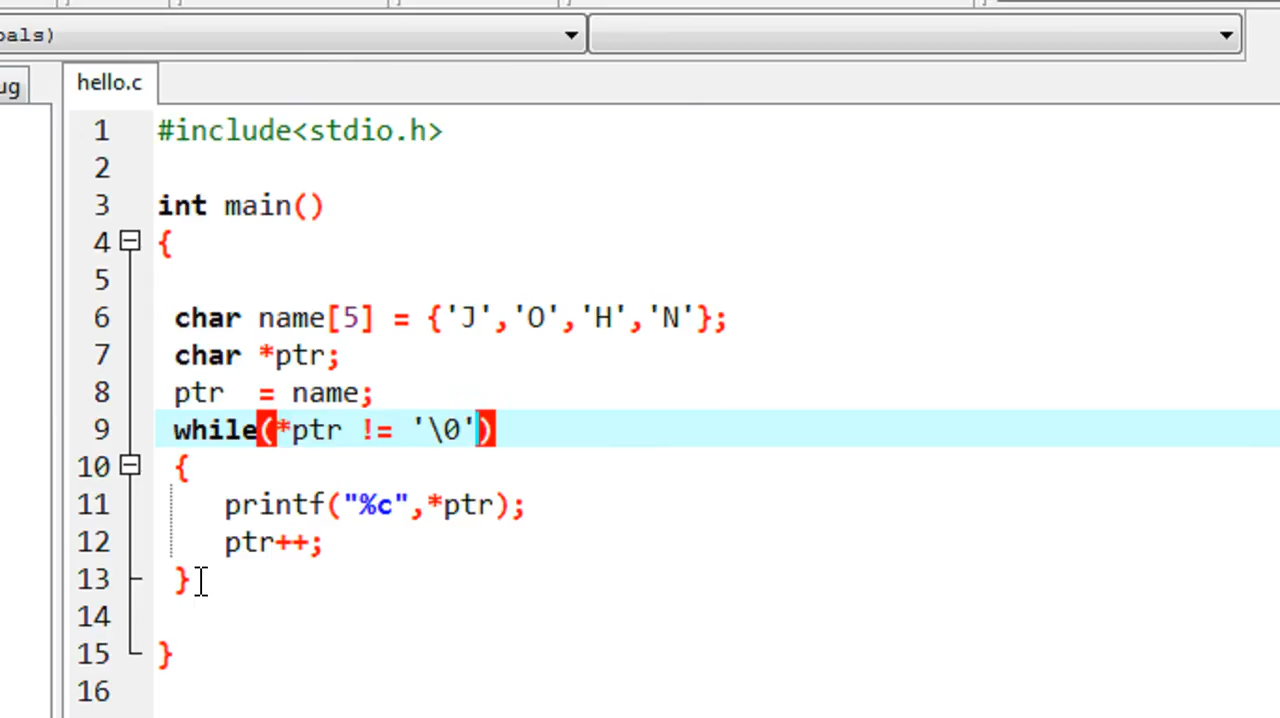 oals)
ug
hello.c
1 #include<stdio.h>
2
3 int main()
4 {
5
6 char name[5] = {'J','O','H','N'};
7 char *ptr;
8 ptr  = name;
9 while(*ptr != '\0')
10 {
11 printf("%c",*ptr);
12 ptr++;
13 }
14
15 }
16